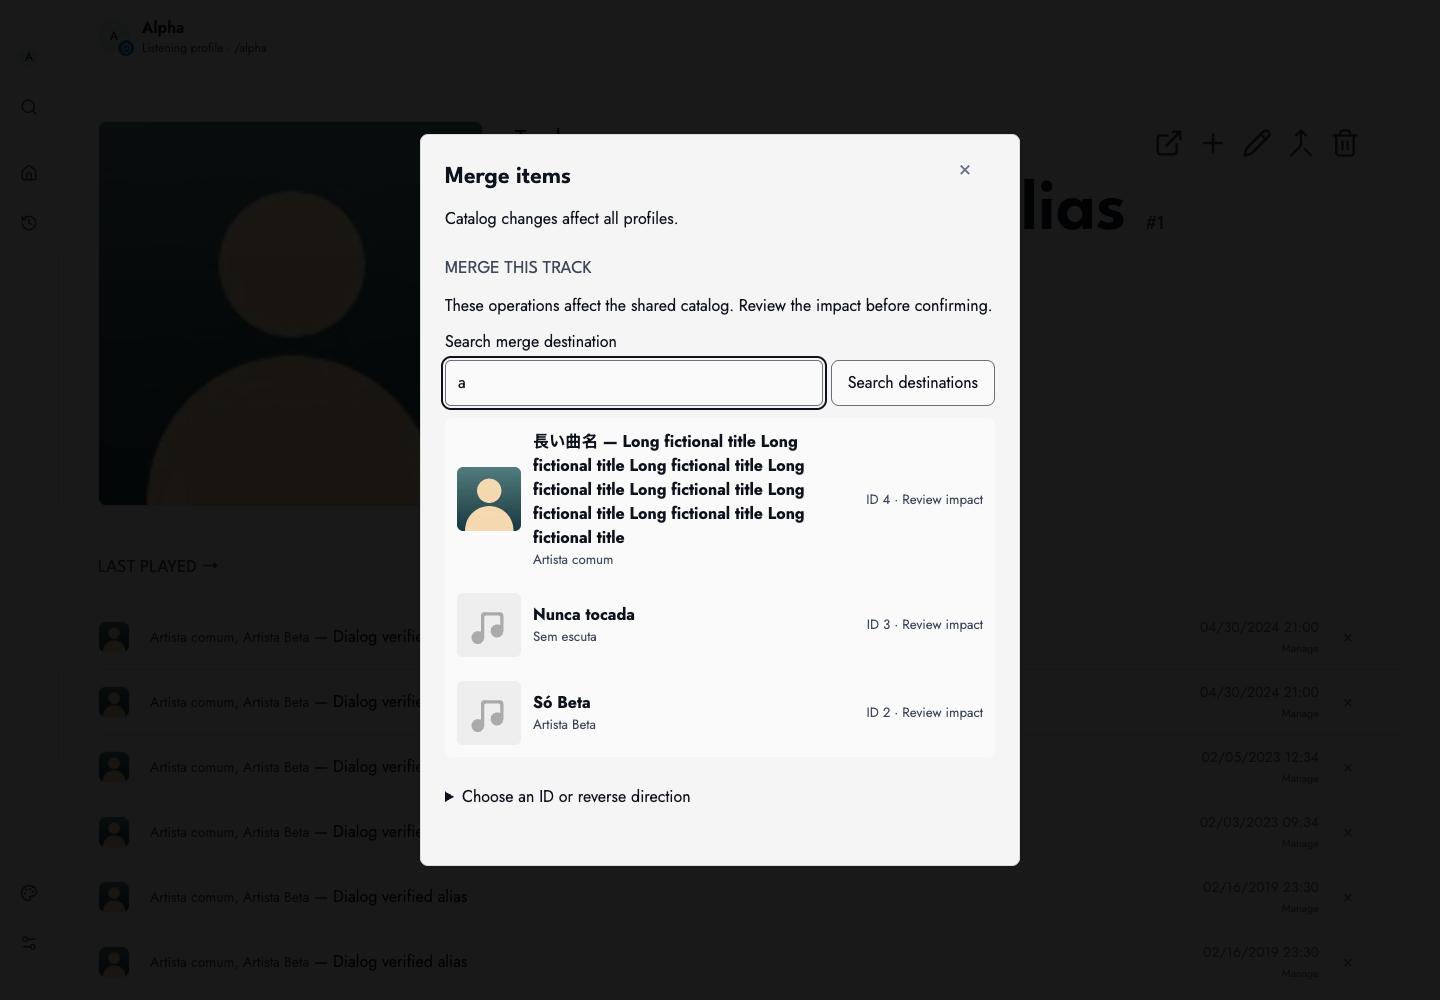 A
Alpha
Listening profile · /alpha
A
lias #1
Merge items
×
Catalog changes affect all profiles.
MERGE THIS TRACK
These operations affect the shared catalog. Review the impact before confirming.
Search merge destination
a
Search destinations
長い曲名 — Long fictional title Long
fictional title Long fictional title Long
fictional title Long fictional title Long
fictional title Long fictional title Long
fictional title
Artista comum
ID 4 · Review impact
Nunca tocada
Sem escuta
ID 3 · Review impact
Só Beta
Artista Beta
ID 2 · Review impact
▶ Choose an ID or reverse direction
LAST PLAYED →
Artista comum, Artista Beta — Dialog verifie
04/30/2024 21:00
Manage
×
Artista comum, Artista Beta — Dialog verifie
04/30/2024 21:00
Manage
×
Artista comum, Artista Beta — Dialog verifie
02/05/2023 12:34
Manage
×
Artista comum, Artista Beta — Dialog verifie
02/03/2023 09:34
Manage
×
Artista comum, Artista Beta — Dialog verified alias
02/16/2019 23:30
Manage
×
Artista comum, Artista Beta — Dialog verified alias
02/16/2019 23:30
Manage
×